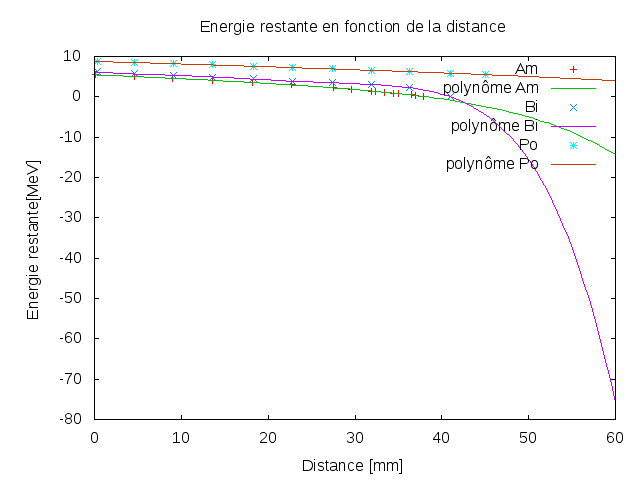 Energie restante en fonction de la distance
10
0
-10
-20
-30
-40
-50
-60
-70
-80
Energie restante[MeV]
Am
polynôme Am
Bi
polynôme Bi
Po
polynôme Po
0
10
20
30
40
50
60
Distance [mm]